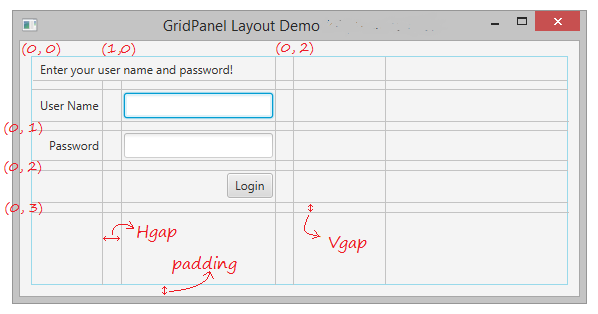 GridPanel Layout Demo
(0, 0) (1,0) (0, 2)
Enter your user name and password!
User Name
(0, 1)
Password
(0, 2)
Login
(0, 3)
Hgap
Vgap
padding